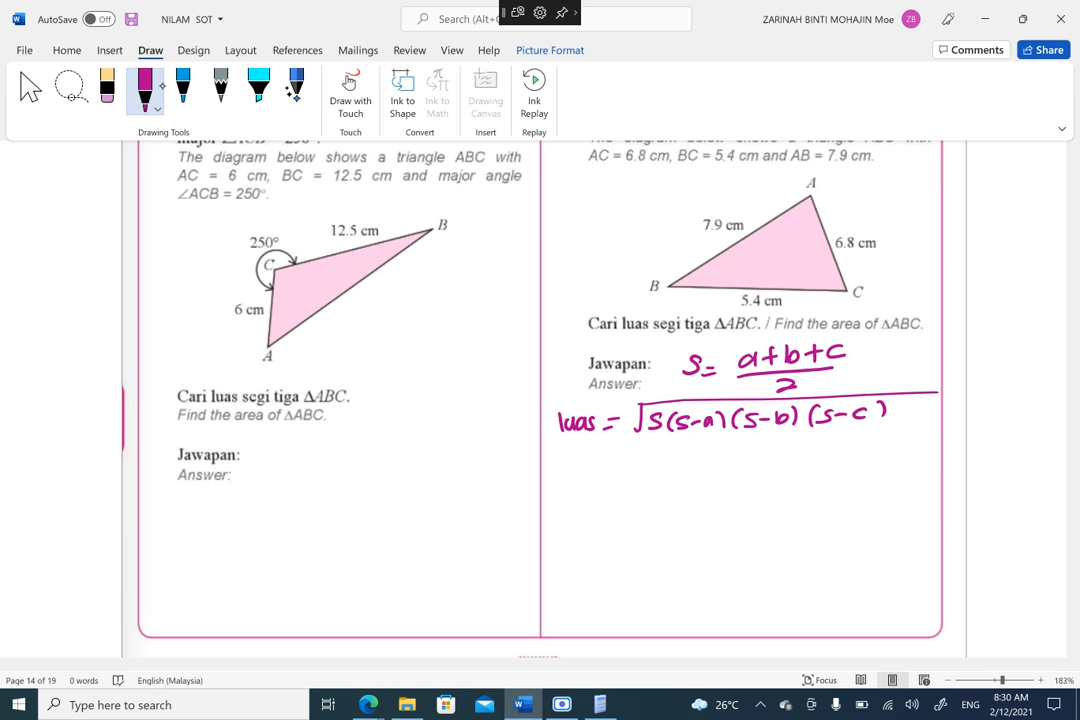 AutoSave Off NILAM SOT Search (Alt+ ZARINAH BINTI MOHAJIN Moe ZB
File Home Insert Draw Design Layout References Mailings Review View Help Picture Format Comments Share
Draw with Touch
Ink to Shape
Ink to Math
Drawing Canvas
Ink Replay
Drawing Tools Touch Convert Insert Replay
The diagram below shows a triangle ABC with
AC = 6 cm, BC = 12.5 cm and major angle
∠ACB = 250°.
250°
12.5 cm
B
C
6 cm
A
Cari luas segi tiga ΔABC.
Find the area of ΔABC.
Jawapan:
Answer:
AC = 6.8 cm, BC = 5.4 cm and AB = 7.9 cm.
A
7.9 cm
6.8 cm
B
C
5.4 cm
Cari luas segi tiga ΔABC. / Find the area of ΔABC.
Jawapan:
Answer:
S = a+b+c / 2
luas = √S(S-a)(S-b)(S-c)
Page 14 of 19 0 words English (Malaysia) Focus 183%
Type here to search 26°C ENG 8:30 AM
2/12/2021